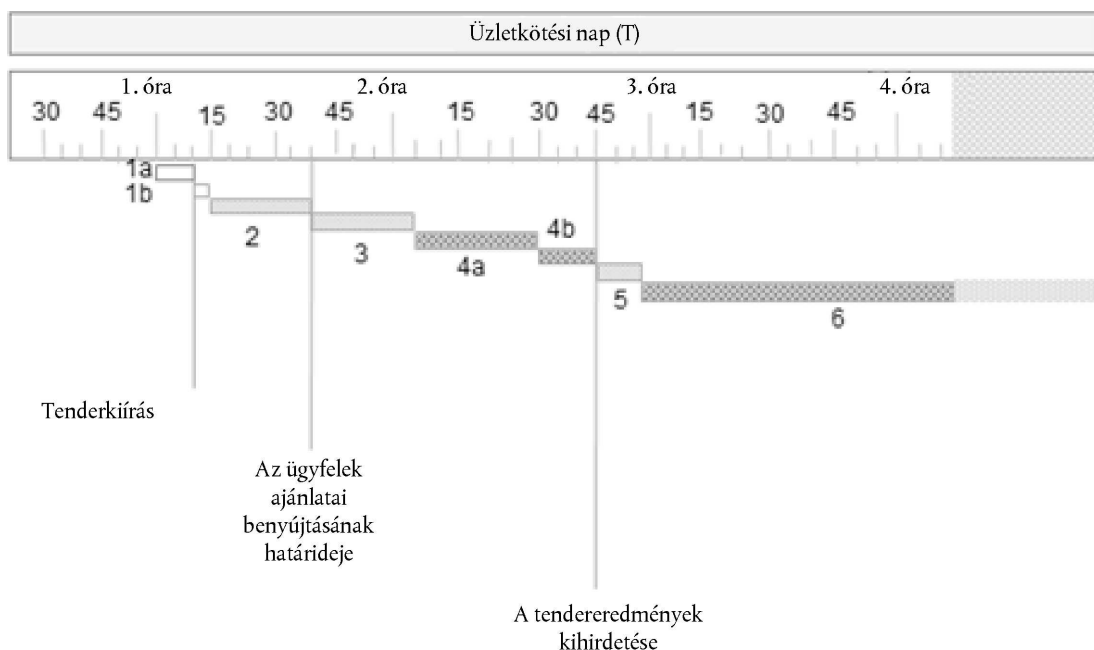 Üzletkötési nap (T)
1. óra 2. óra 3. óra 4. óra
30 45 15 30 45 15 30 45 15 30 45
1a
1b
2
3
4a
4b
5
6
Tenderkiírás
Az ügyfelek
ajánlatai
benyújtásának
határideje
A tendereredmények
kihirdetése